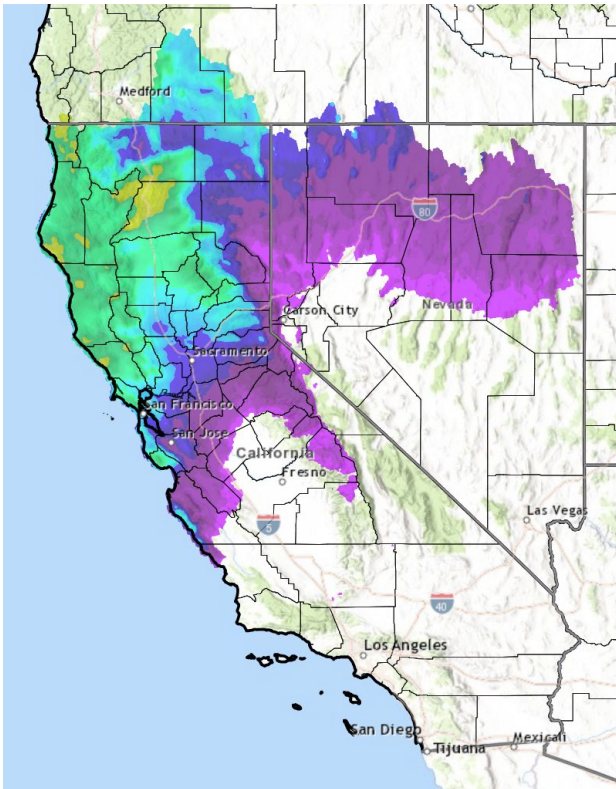 Medford
80
Carson City
Nevada
Sacramento
San Francisco
San Jose
California
Fresno
Las Vegas
5
40
Los Angeles
San Diego
Mexicali
Tijuana